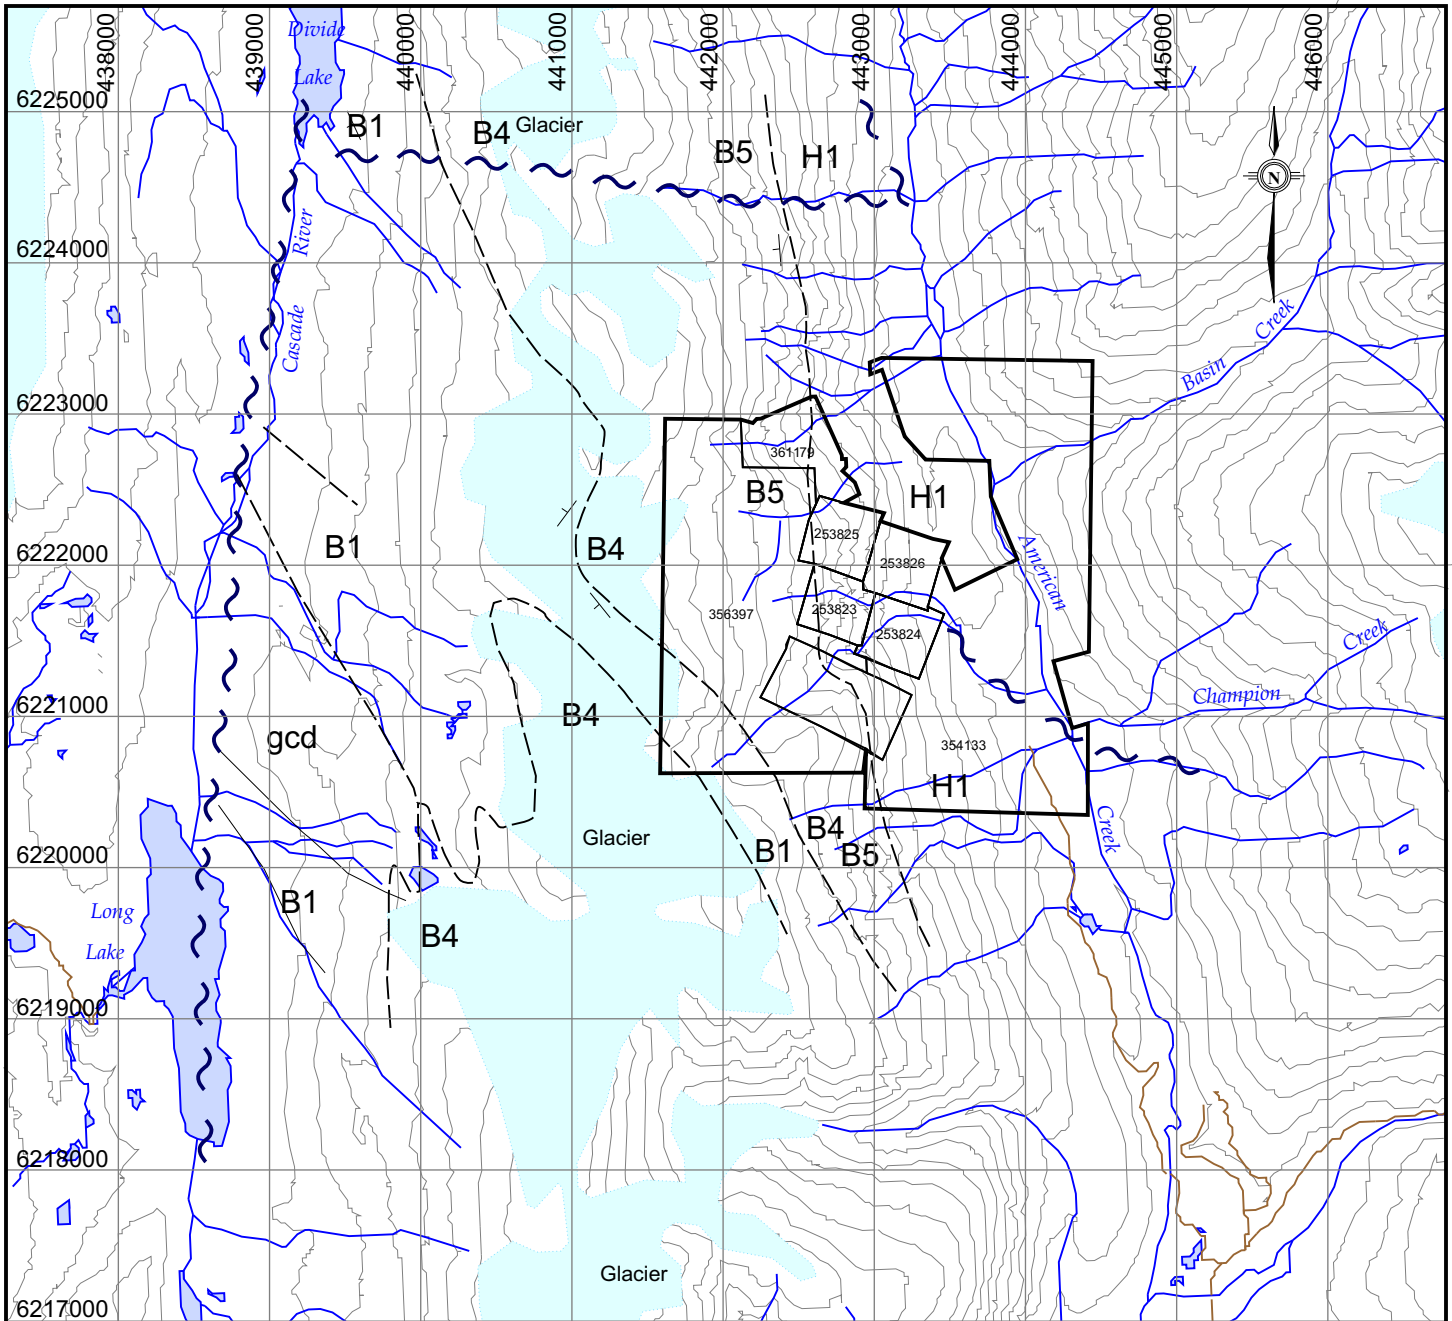 438000
439000
440000
441000
442000
443000
444000
445000
446000
Divide
Lake
6225000
B1
B4
Glacier
B5
H1
N
River
6224000
Cascade
Creek
Basin
6223000
361179
B5
H1
253825
B1
B4
6222000
253826
American
356397
253823
253824
Creek
Champion
6221000
B4
gcd
354133
H1
Glacier
B4
Creek
B1
B5
6220000
B1
Long
B4
Lake
6219000
6218000
Glacier
6217000